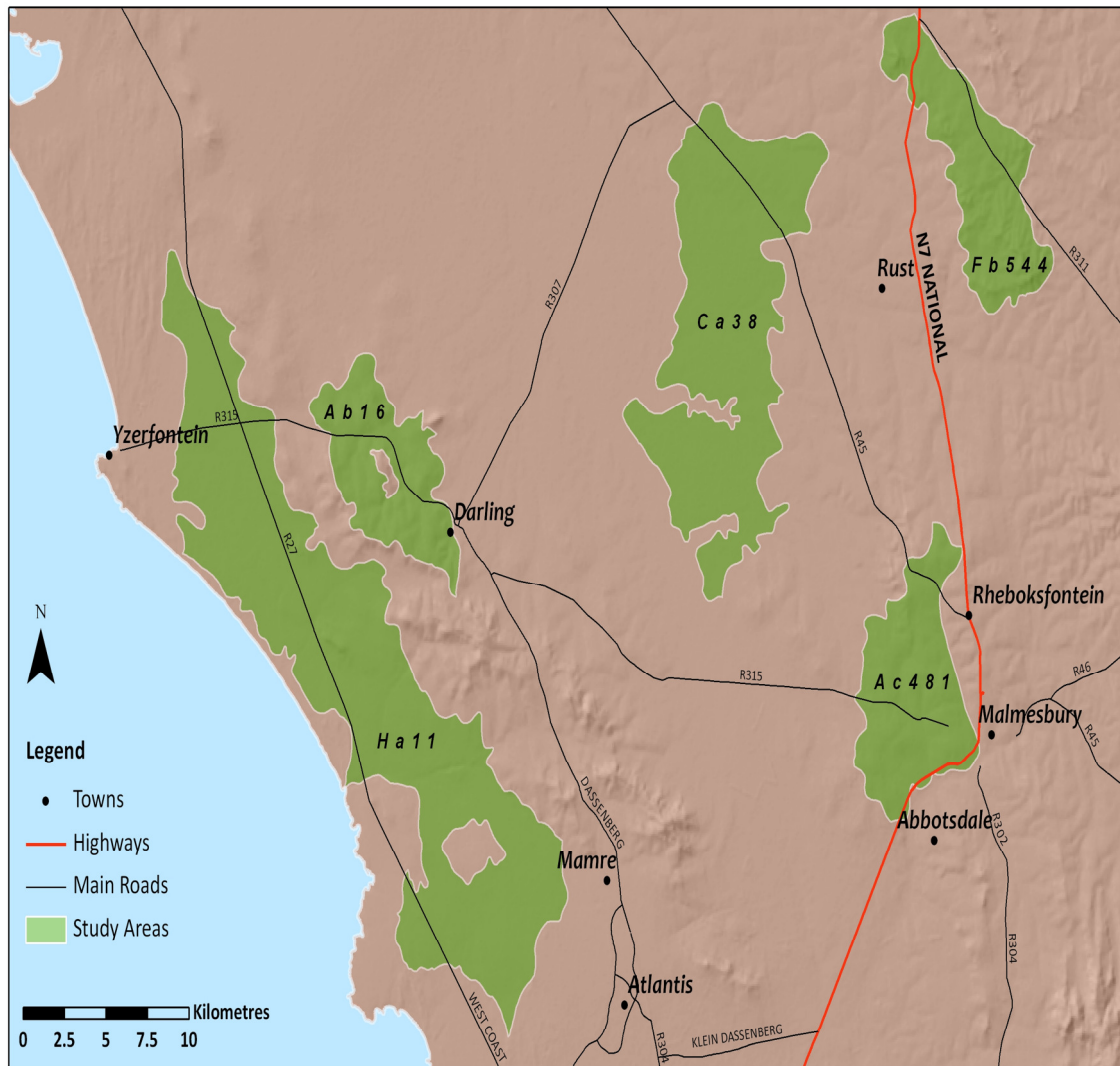 N7 NATIONAL
R311
F b 5 4 4
Rust
R307
C a 3 8
A b 1 6
R315
Yzerfontein
R45
Darling
R27
Rheboksfontein
N
R46
R315
A c 4 8 1
Malmesbury
R45
H a 1 1
Legend
Towns
Highways
Main Roads
Study Areas
DASSENBERG
Abbotsdale
R302
Mamre
R304
Atlantis
WEST COAST
R304
KLEIN DASSENBERG
Kilometres
0 2.5 5 7.5 10